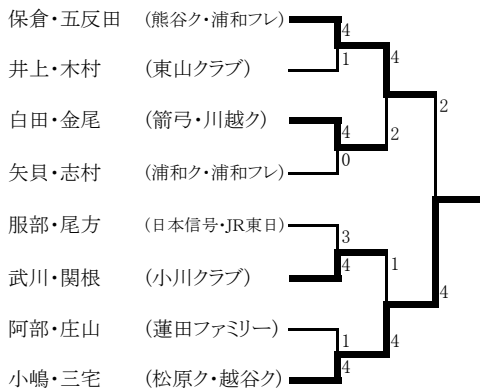 保倉・五反田 (熊谷ク・浦和フレ)
4
1
4
井上・木村 (東山クラブ)
2
白田・金尾 (箭弓・川越ク)
4
0
2
矢貝・志村 (浦和ク・浦和フレ)
服部・尾方 (日本信号・JR東日)
3
4
1
武川・関根 (小川クラブ)
4
阿部・庄山 (蓮田ファミリー)
1
4
4
小嶋・三宅 (松原ク・越谷ク)